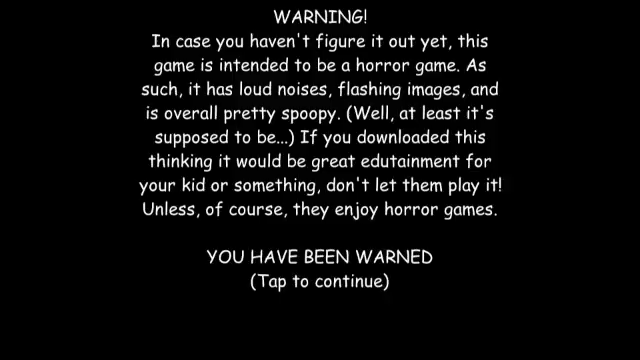 WARNING!
In case you haven't figure it out yet, this
game is intended to be a horror game. As
such, it has loud noises, flashing images, and
is overall pretty spoopy. (Well, at least it's
supposed to be...) If you downloaded this
thinking it would be great edutainment for
your kid or something, don't let them play it!
Unless, of course, they enjoy horror games.
YOU HAVE BEEN WARNED
(Tap to continue)